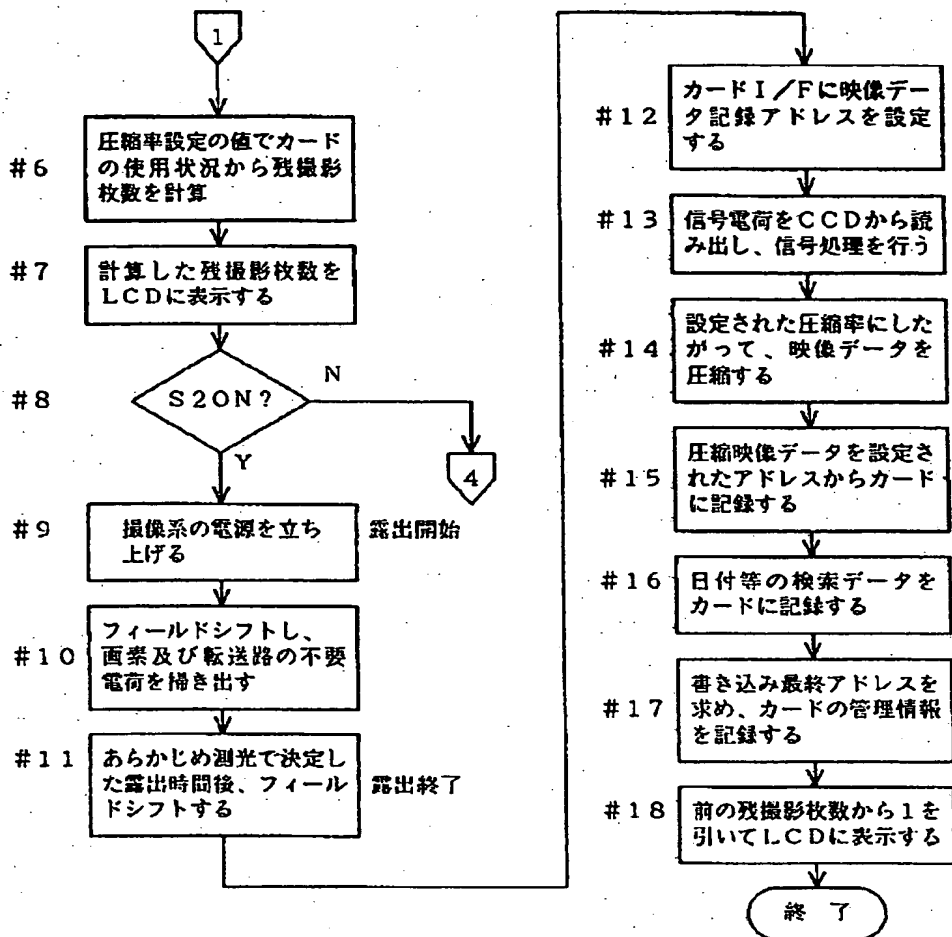 1
#6
圧縮率設定の値でカード
の使用状況から残撮影
枚数を計算
#7
計算した残撮影枚数を
LCDに表示する
#8
S2ON?
N
Y
4
#9
撮像系の電源を立ち
上げる
露出開始
#10
フィールドシフトし、
画素及び転送路の不要
電荷を掃き出す
#11
あらかじめ測光で決定し
た露出時間後、フィール
ドシフトする
露出終了
#12
カードI/Fに映像デー
タ記録アドレスを設定
する
#13
信号電荷をCCDから読
み出し、信号処理を行う
#14
設定された圧縮率にした
がって、映像データを
圧縮する
#15
圧縮映像データを設定さ
れたアドレスからカード
に記録する
#16
日付等の検索データを
カードに記録する
#17
書き込み最終アドレスを
求め、カードの管理情報
を記録する
#18
前の残撮影枚数から1を
引いてLCDに表示する
終 了